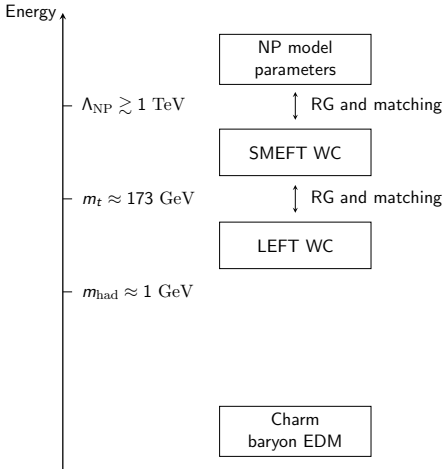 Energy
NP model
parameters
Λ_NP ≳ 1 TeV
RG and matching
SMEFT WC
m_t ≈ 173 GeV
RG and matching
LEFT WC
m_had ≈ 1 GeV
Charm
baryon EDM